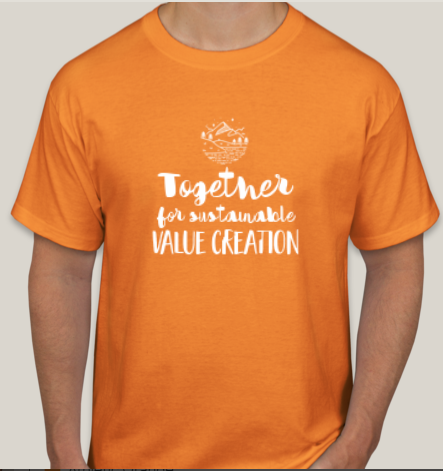 Together
for sustainable
VALUE CREATION